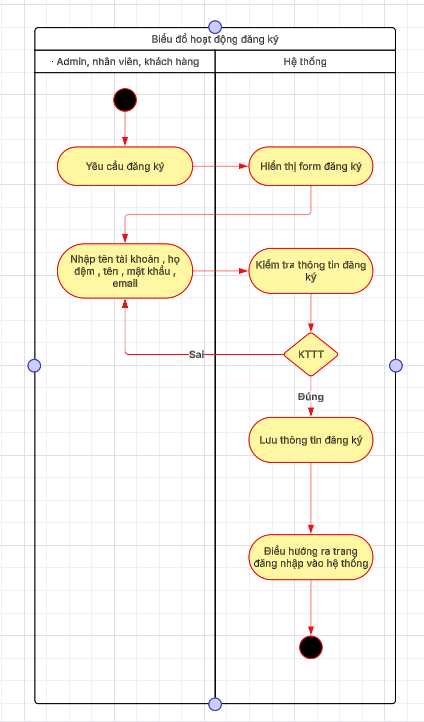 Biểu đồ hoạt động đăng ký
· Admin, nhân viên, khách hàng
Hệ thống
Yêu cầu đăng ký
Hiển thị form đăng ký
Nhập tên tài khoản , họ
đệm , tên , mật khẩu ,
email
Kiểm tra thông tin đăng
ký
Sai
KTTT
Đúng
Lưu thông tin đăng ký
Điều hướng ra trang
đăng nhập vào hệ thống